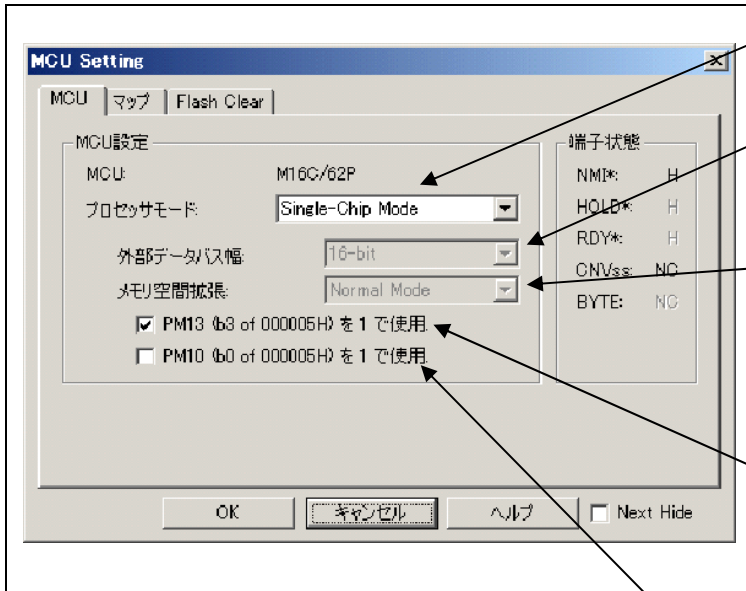 MCU Setting
MCU マップ Flash Clear
MCU設定
MCU: M16C/62P
プロセッサモード: Single-Chip Mode
外部データバス幅: 16-bit
メモリ空間拡張: Normal Mode
PM13 (b3 of 000005H) を 1 で使用.
PM10 (b0 of 000005H) を 1 で使用.
端子状態
NMI*: H
HOLD*: H
RDY*: H
CNVss: NC
BYTE: NC
OK キャンセル ヘルプ Next Hide